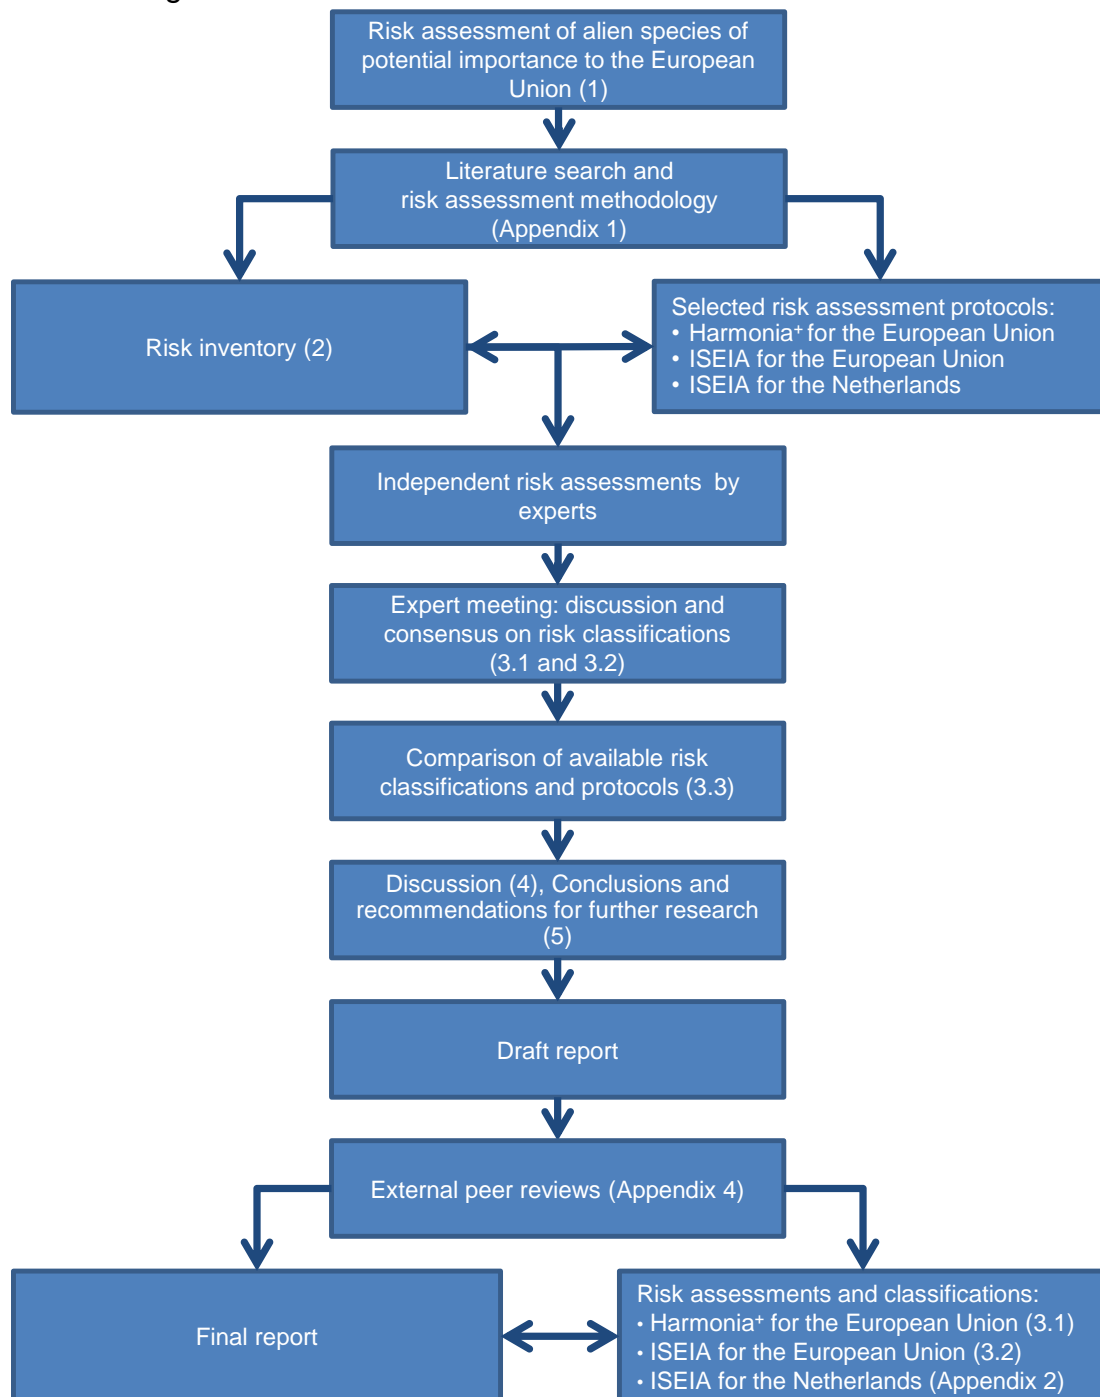 Risk assessment of alien species of
potential importance to the European
Union (1)
Literature search and
risk assessment methodology
(Appendix 1)
Risk inventory (2)
Selected risk assessment protocols:
• Harmonia+ for the European Union
• ISEIA for the European Union
• ISEIA for the Netherlands
Independent risk assessments by
experts
Expert meeting: discussion and
consensus on risk classifications
(3.1 and 3.2)
Comparison of available risk
classifications and protocols (3.3)
Discussion (4), Conclusions and
recommendations for further research
(5)
Draft report
External peer reviews (Appendix 4)
Final report
Risk assessments and classifications:
• Harmonia+ for the European Union (3.1)
• ISEIA for the European Union (3.2)
• ISEIA for the Netherlands (Appendix 2)